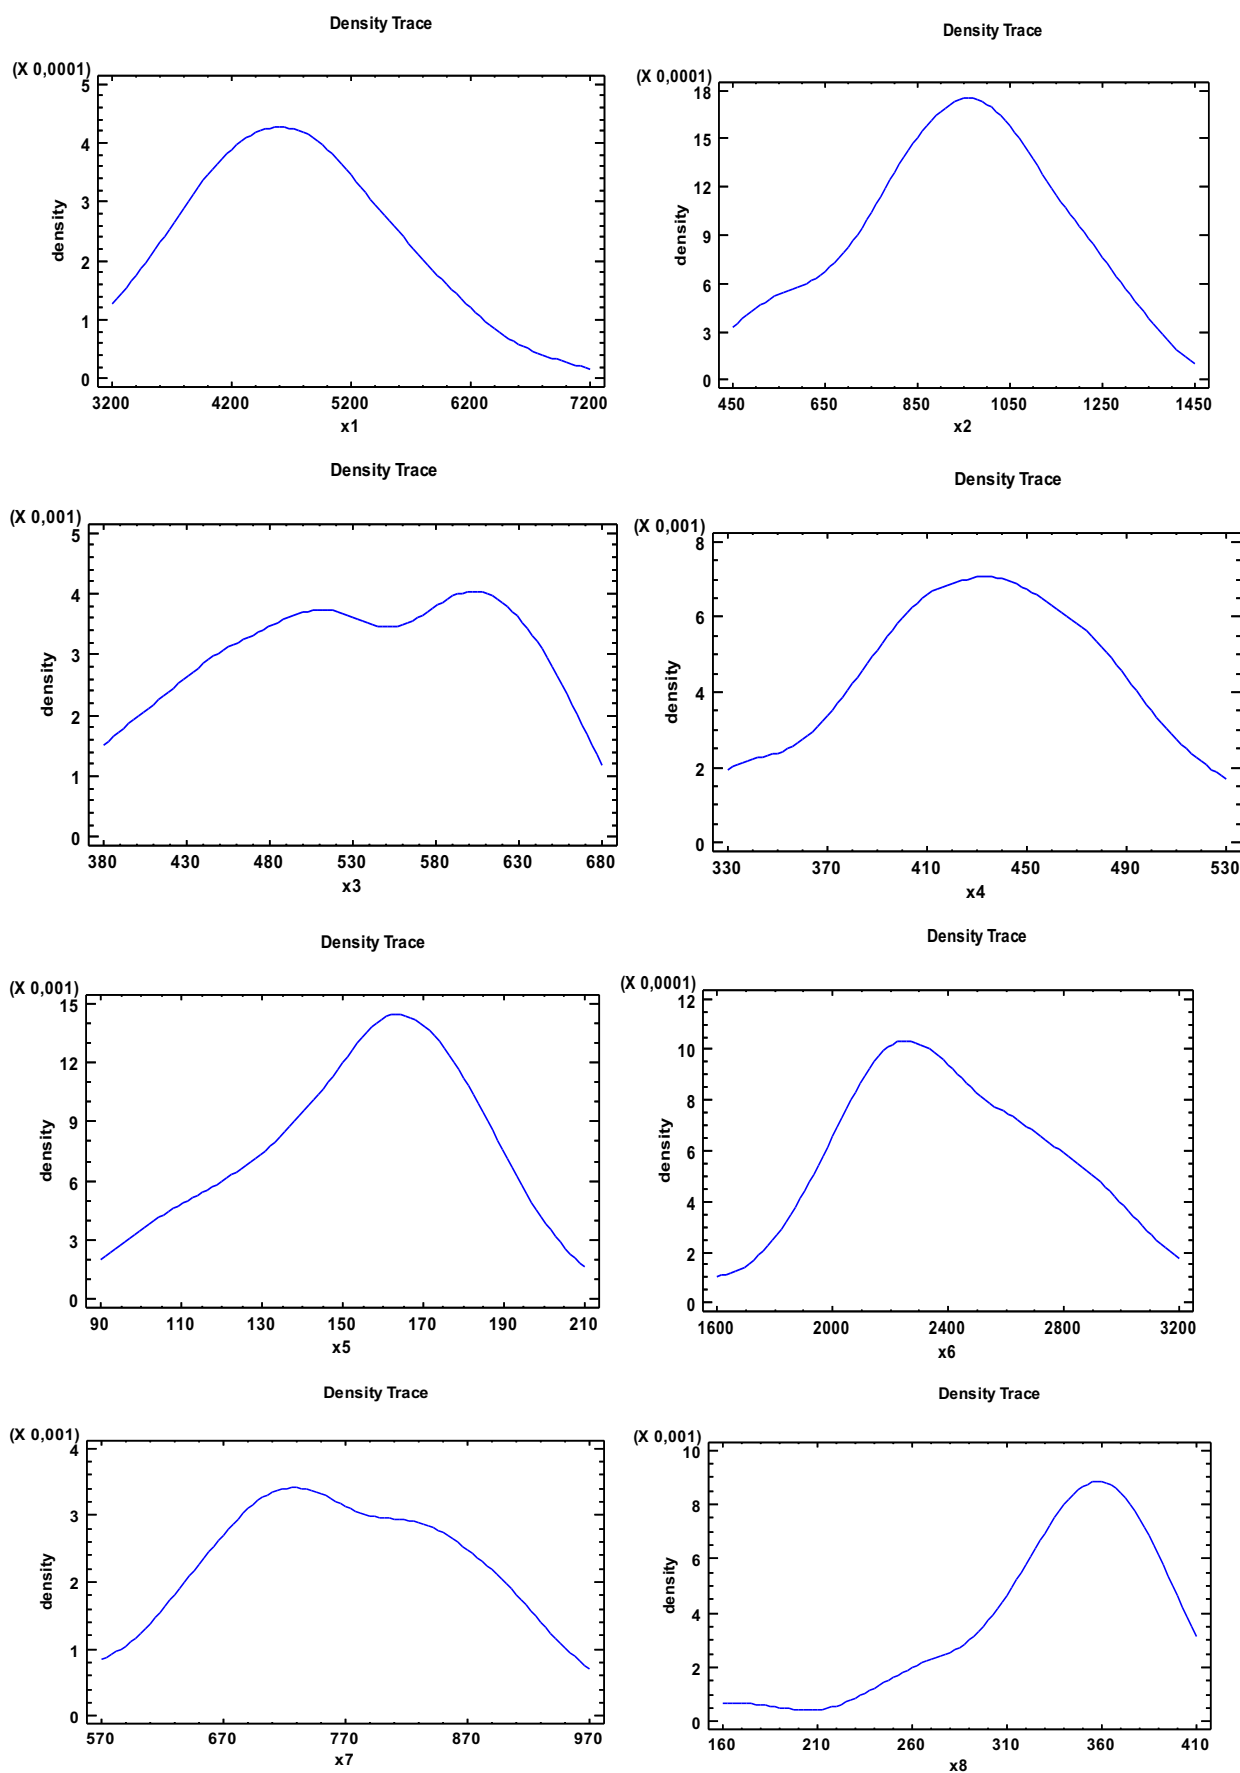 Density Trace
(X 0,0001)
5
4
3
2
1
0
density
3200 4200 5200 6200 7200
x1
Density Trace
(X 0,0001)
18
15
12
9
6
3
0
density
450 650 850 1050 1250 1450
x2
Density Trace
(X 0,001)
5
4
3
2
1
0
density
380 430 480 530 580 630 680
x3
Density Trace
(X 0,001)
8
6
4
2
0
density
330 370 410 450 490 530
x4
Density Trace
(X 0,001)
15
12
9
6
3
0
density
90 110 130 150 170 190 210
x5
Density Trace
(X 0,0001)
12
10
8
6
4
2
0
density
1600 2000 2400 2800 3200
x6
Density Trace
(X 0,001)
4
3
2
1
0
density
570 670 770 870 970
x7
Density Trace
(X 0,001)
10
8
6
4
2
0
density
160 210 260 310 360 410
x8